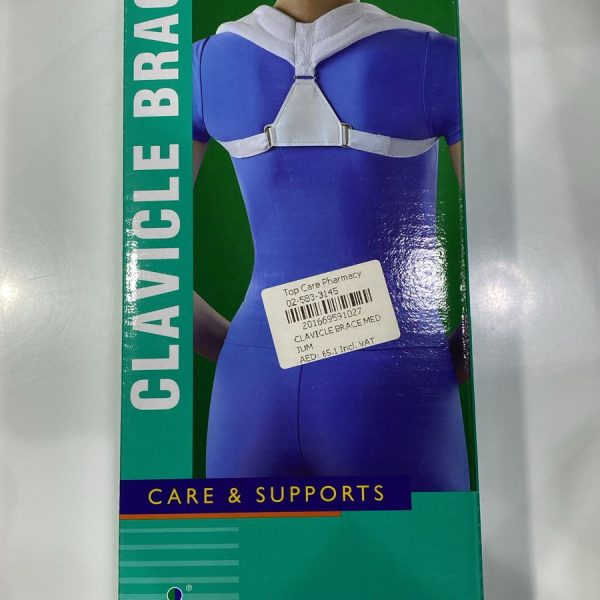 CLAVICLE BRAC
Top Care Pharmacy
02-583-3145
201669591027
CLAVICLE BRACE MED
IUM
AED: 65.1 Incl. VAT
CARE & SUPPORTS
®